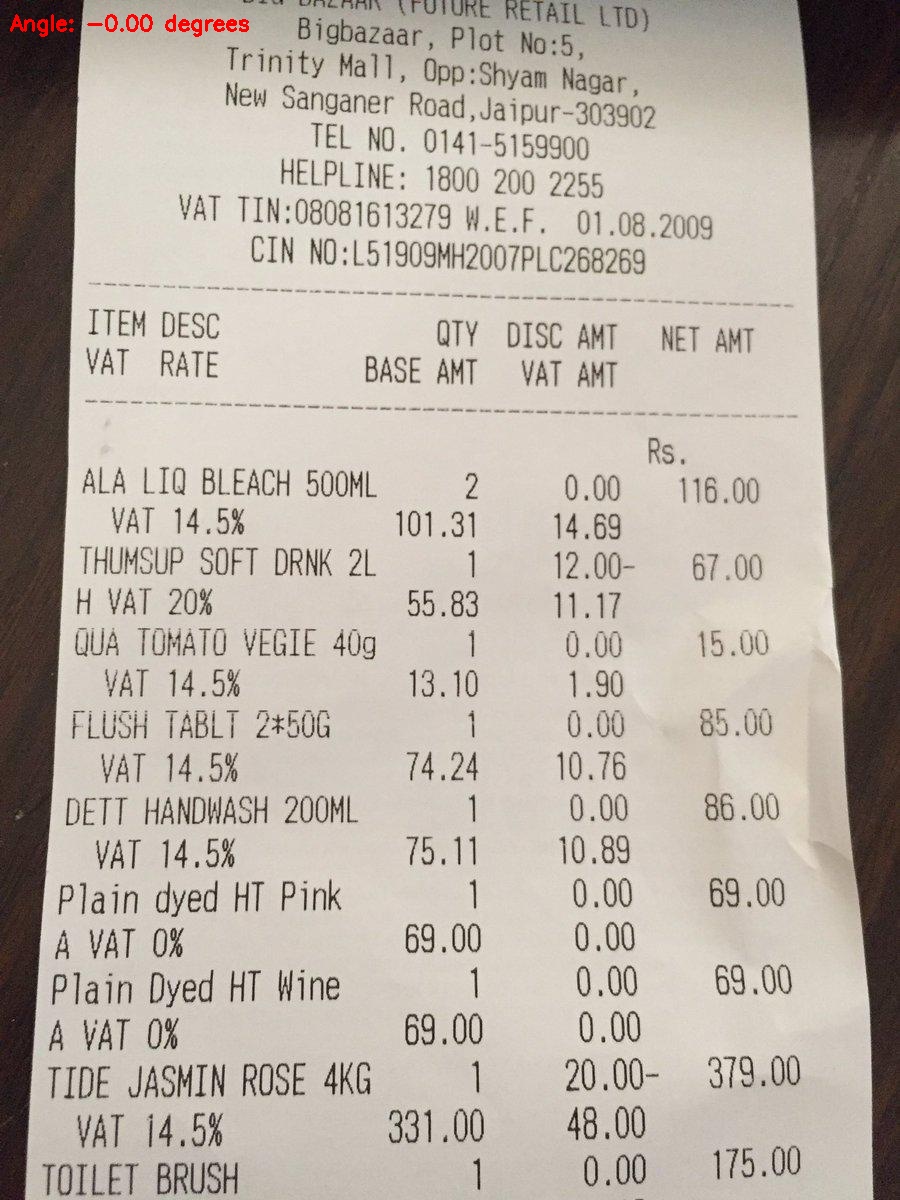 Angle: −0.00 degrees
BIG BAZAAR (FUTURE RETAIL LTD)
Bigbazaar, Plot No:5,
Trinity Mall, Opp:Shyam Nagar,
New Sanganer Road,Jaipur-303902
TEL NO. 0141-5159900
HELPLINE: 1800 200 2255
VAT TIN:08081613279 W.E.F. 01.08.2009
CIN NO:L51909MH2007PLC268269
ITEM DESC QTY DISC AMT NET AMT
VAT RATE BASE AMT VAT AMT
Rs.
ALA LIQ BLEACH 500ML 2 0.00 116.00
VAT 14.5% 101.31 14.69
THUMSUP SOFT DRNK 2L 1 12.00- 67.00
H VAT 20% 55.83 11.17
QUA TOMATO VEGIE 40g 1 0.00 15.00
VAT 14.5% 13.10 1.90
FLUSH TABLT 2*50G 1 0.00 85.00
VAT 14.5% 74.24 10.76
DETT HANDWASH 200ML 1 0.00 86.00
VAT 14.5% 75.11 10.89
Plain dyed HT Pink 1 0.00 69.00
A VAT 0% 69.00 0.00
Plain Dyed HT Wine 1 0.00 69.00
A VAT 0% 69.00 0.00
TIDE JASMIN ROSE 4KG 1 20.00- 379.00
VAT 14.5% 331.00 48.00
TOILET BRUSH 1 0.00 175.00